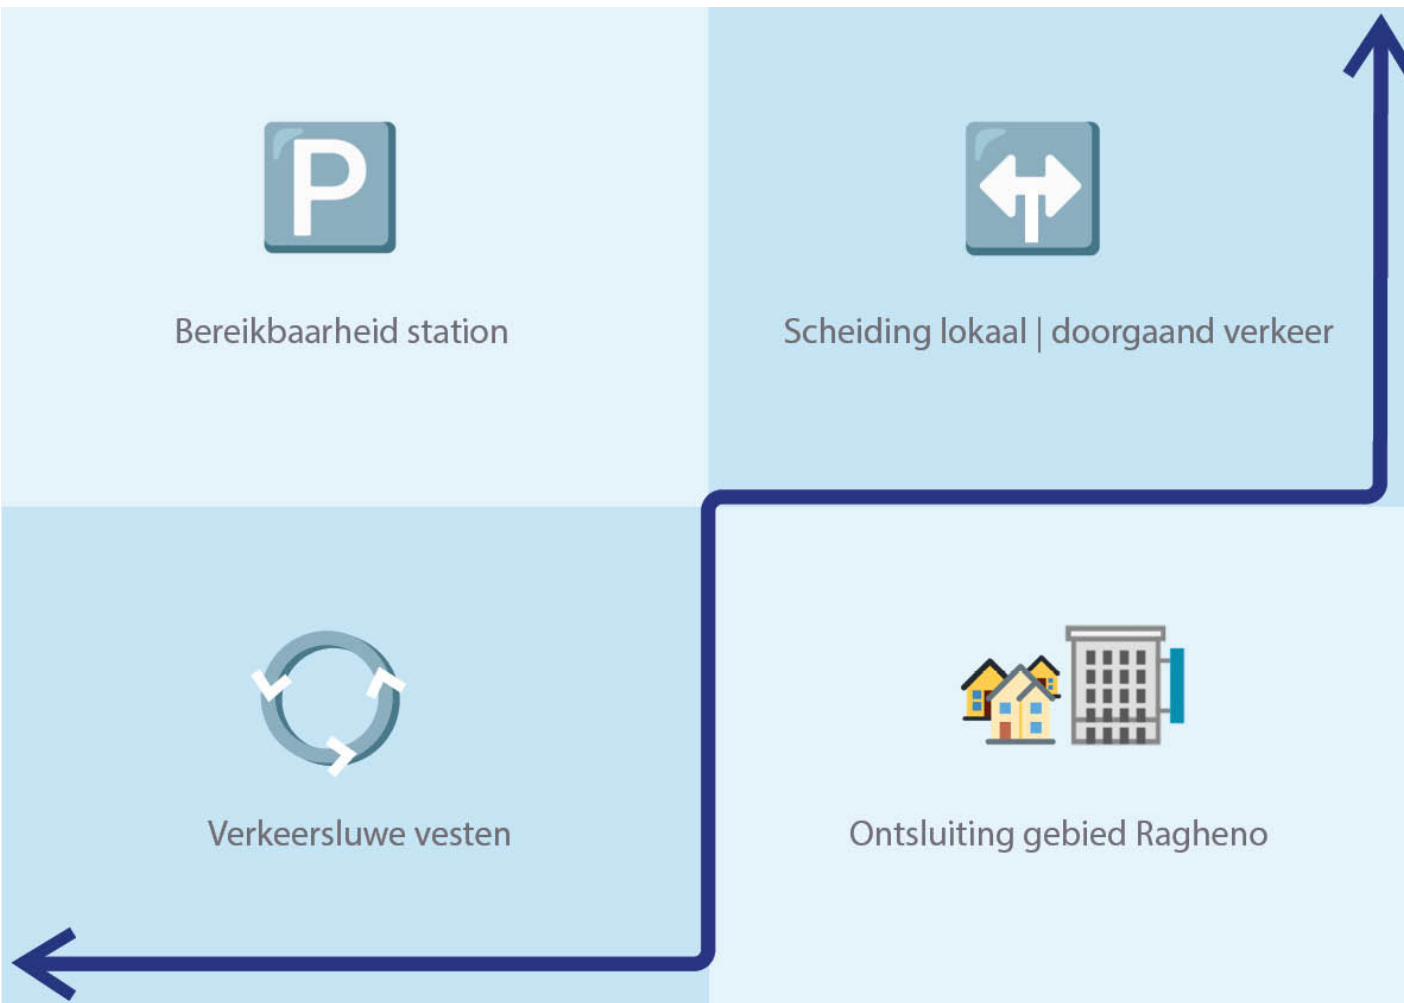 P
Bereikbaarheid station
Scheiding lokaal | doorgaand verkeer
Verkeersluwe vesten
Ontsluiting gebied Ragheno